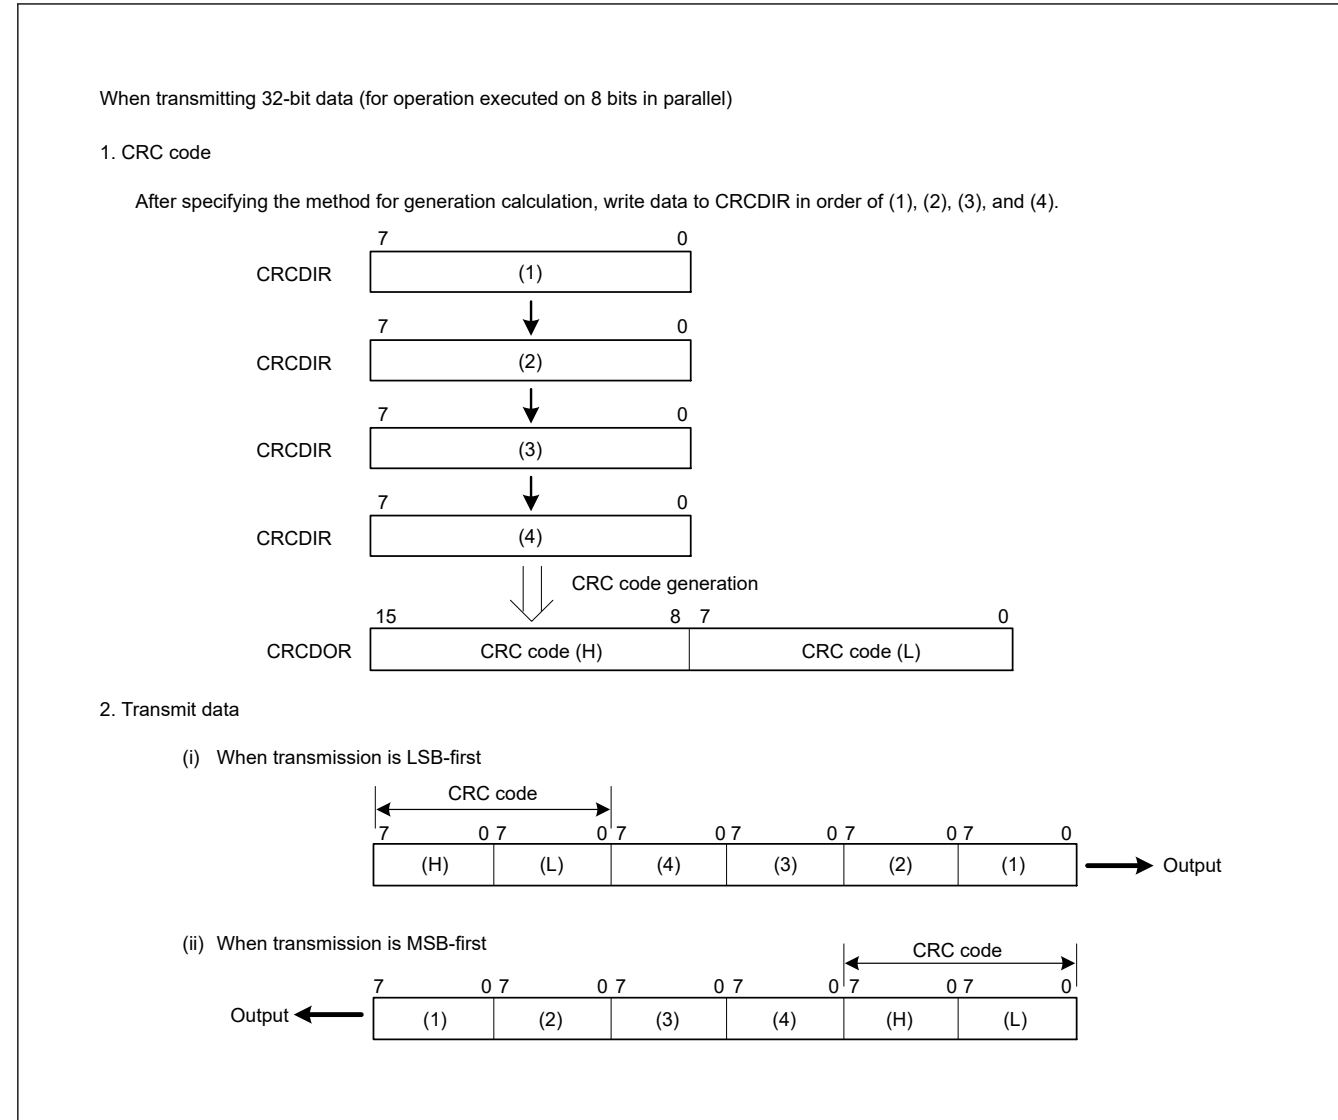 When transmitting 32-bit data (for operation executed on 8 bits in parallel)
1. CRC code
After specifying the method for generation calculation, write data to CRCDIR in order of (1), (2), (3), and (4).
7 0
CRCDIR (1)
7 0
CRCDIR (2)
7 0
CRCDIR (3)
7 0
CRCDIR (4)
CRC code generation
15 8 7 0
CRCDOR CRC code (H) CRC code (L)
2. Transmit data
(i) When transmission is LSB-first
CRC code
7 0 7 0 7 0 7 0 7 0 7 0
(H) (L) (4) (3) (2) (1) Output
(ii) When transmission is MSB-first
CRC code
7 0 7 0 7 0 7 0 7 0 7 0
Output (1) (2) (3) (4) (H) (L)